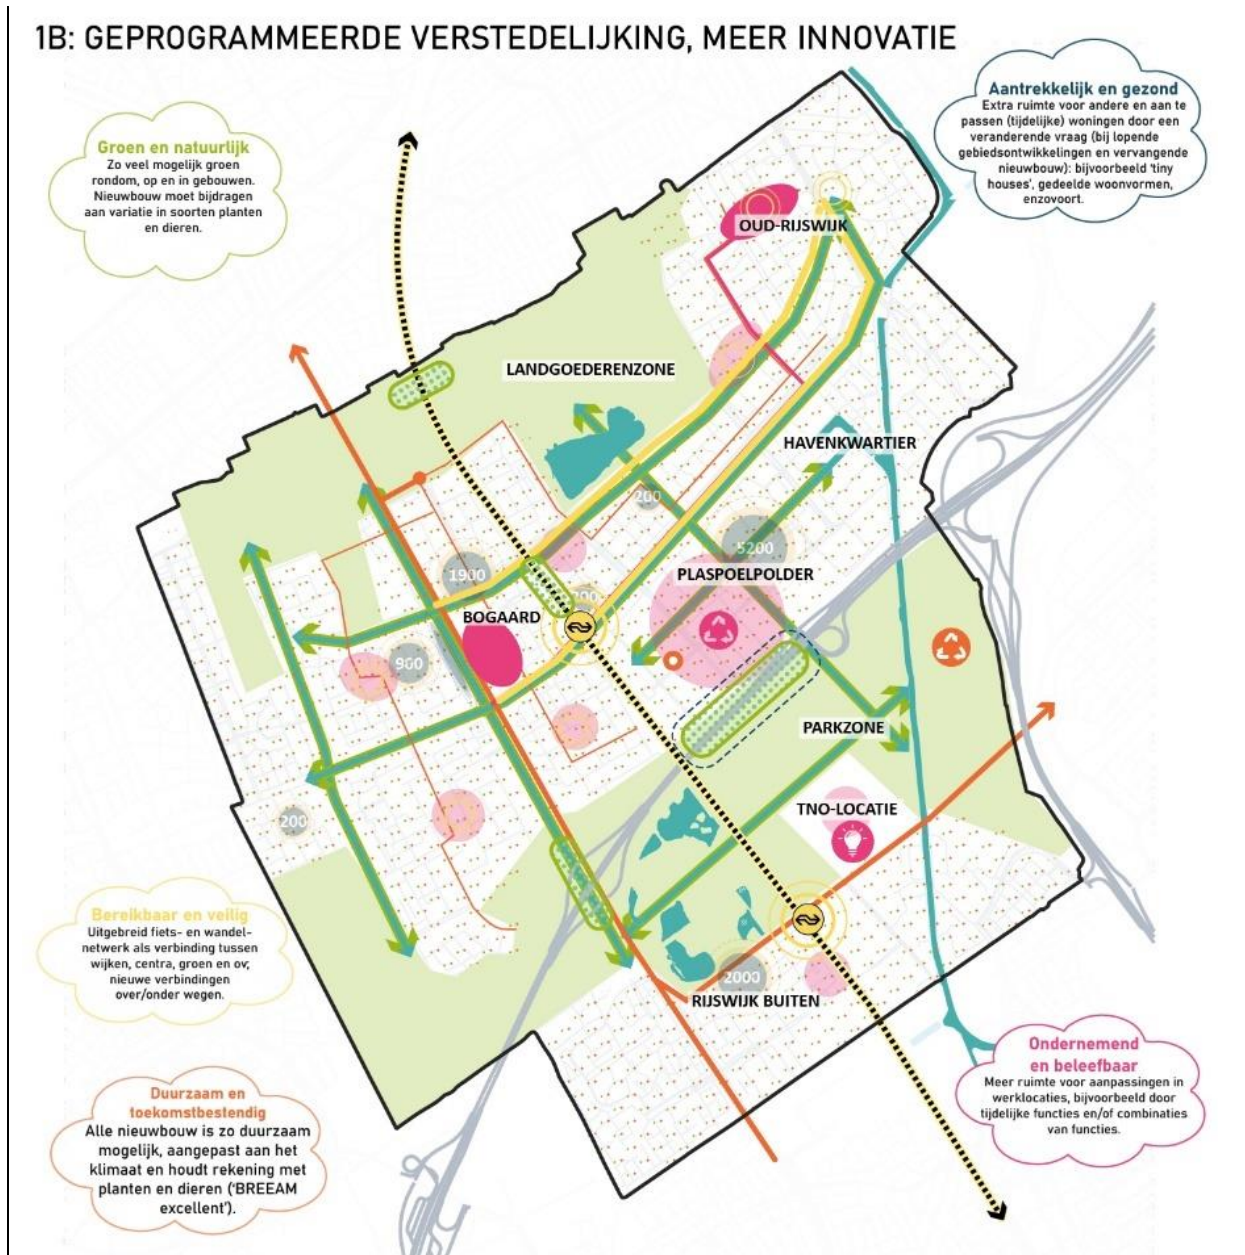 1B: GEPROGRAMMEERDE VERSTEDELIJKING, MEER INNOVATIE
Groen en natuurlijk
Zo veel mogelijk groen
rondom, op en in gebouwen.
Nieuwbouw moet bijdragen
aan variatie in soorten planten
en dieren.
Aantrekkelijk en gezond
Extra ruimte voor andere en aan te
passen (tijdelijke) woningen door een
veranderende vraag (bij lopende
gebiedsontwikkelingen en vervangende
nieuwbouw): bijvoorbeeld 'tiny
houses', gedeelde woonvormen,
enzovoort.
OUD-RIJSWIJK
LANDGOEDERENZONE
HAVENKWARTIER
200
5200
1900
PLASPOELPOLDER
BOGAARD
900
PARKZONE
TNO-LOCATIE
200
2000
RIJSWIJK BUITEN
Bereikbaar en veilig
Uitgebreid fiets- en wandel-
netwerk als verbinding tussen
wijken, centra, groen en ov;
nieuwe verbindingen
over/onder wegen.
Duurzaam en
toekomstbestendig
Alle nieuwbouw is zo duurzaam
mogelijk, aangepast aan het
klimaat en houdt rekening met
planten en dieren ('BREEAM
excellent').
Ondernemend
en beleefbaar
Meer ruimte voor aanpassingen in
werklocaties, bijvoorbeeld door
tijdelijke functies en/of combinaties
van functies.